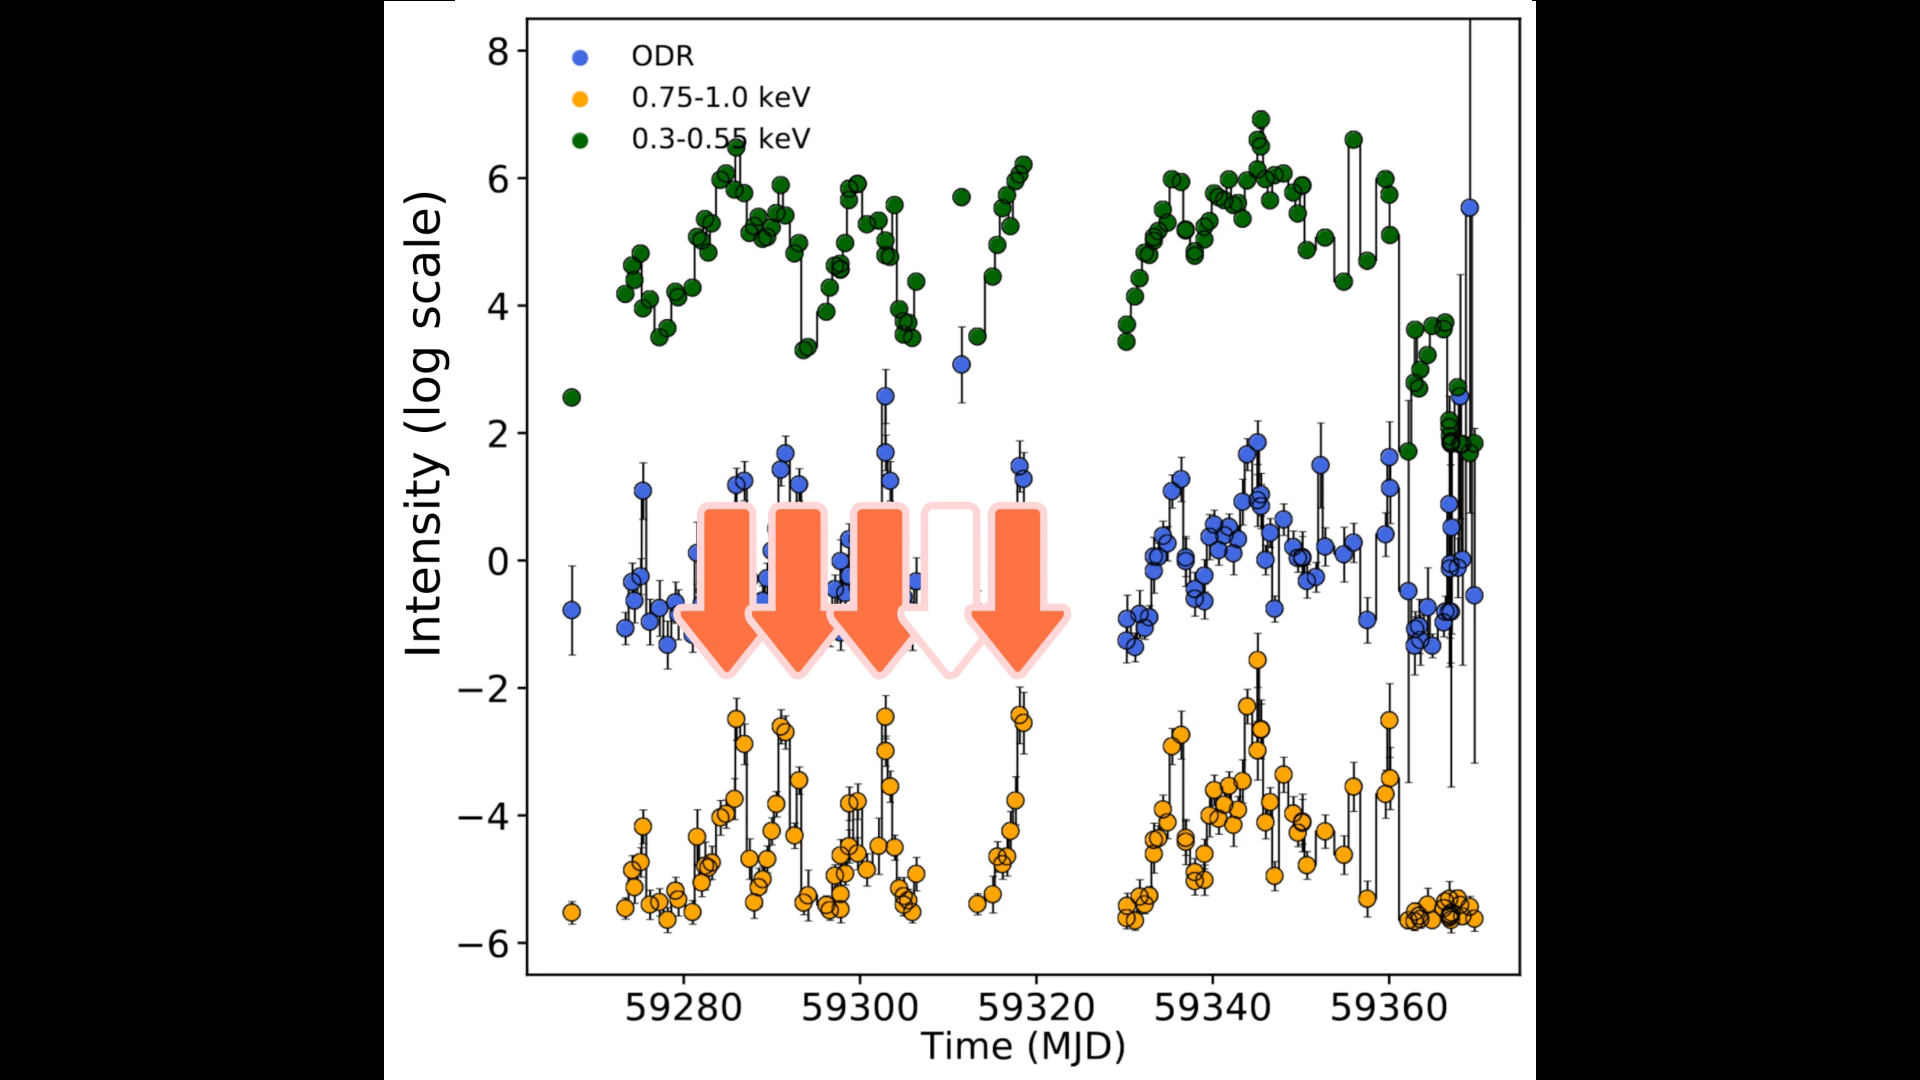 8
6
4
2
0
−2
−4
−6
Intensity (log scale)
ODR
0.75-1.0 keV
0.3-0.55 keV
59280 59300 59320 59340 59360
Time (MJD)